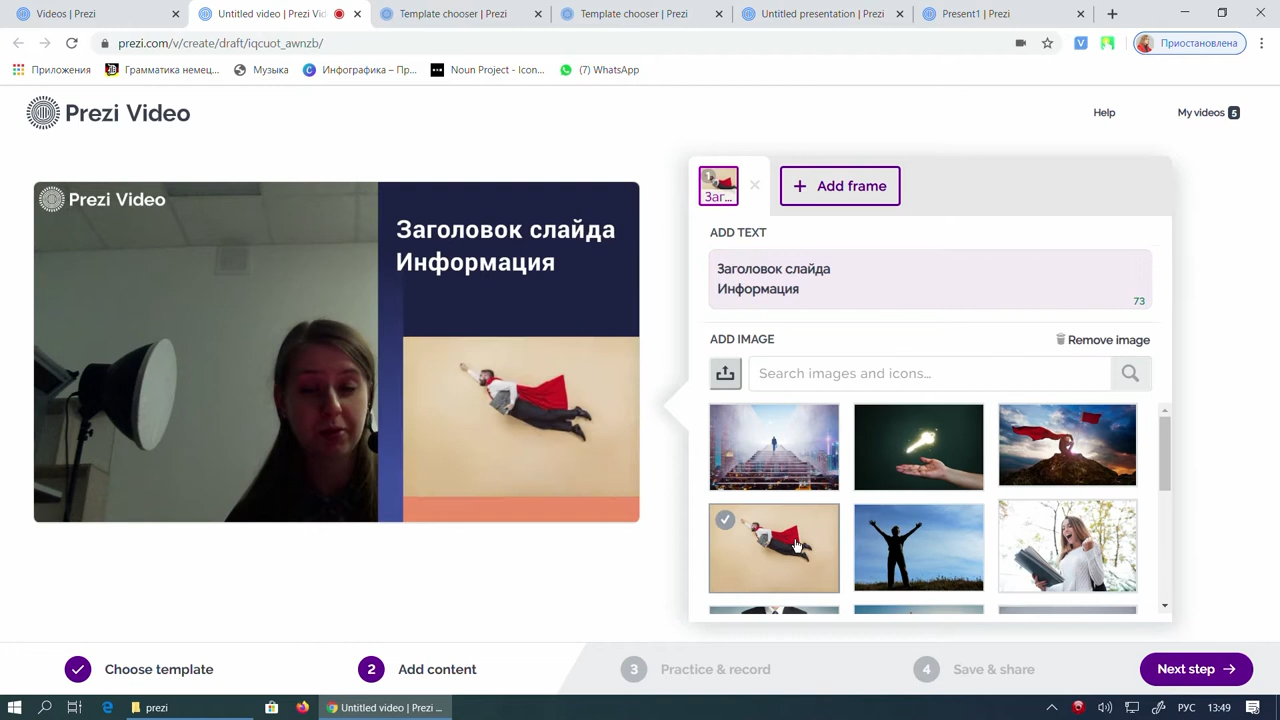 Videos | Prezi
Untitled video | Prezi Vid
Template chooser | Prezi
Template chooser | Prezi
Untitled presentation | Prezi
Present1 | Prezi
prezi.com/v/create/draft/iqcuot_awnzb/
Приостановлена
Приложения
Грамматика немец...
Музыка
Инфографика – Пр...
Noun Project - Icon...
(7) WhatsApp
Prezi Video
Help
My videos 5
Prezi Video
Заголовок слайда
Информация
1
Заг...
+ Add frame
ADD TEXT
Заголовок слайда
Информация
73
ADD IMAGE
Remove image
Search images and icons...
Choose template
2 Add content
3 Practice & record
4 Save & share
Next step
prezi
Untitled video | Prezi ...
РУС
13:49